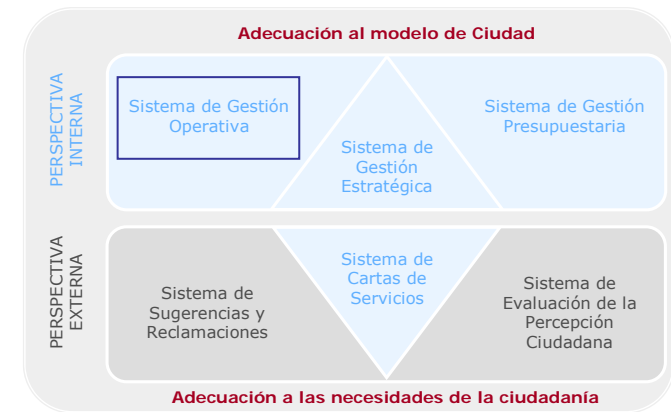 Adecuación al modelo de Ciudad
PERSPECTIVA
INTERNA
Sistema de Gestión
Operativa
Sistema de
Gestión
Estratégica
Sistema de Gestión
Presupuestaria
PERSPECTIVA
EXTERNA
Sistema de
Sugerencias y
Reclamaciones
Sistema de
Cartas de
Servicios
Sistema de
Evaluación de la
Percepción
Ciudadana
Adecuación a las necesidades de la ciudadanía